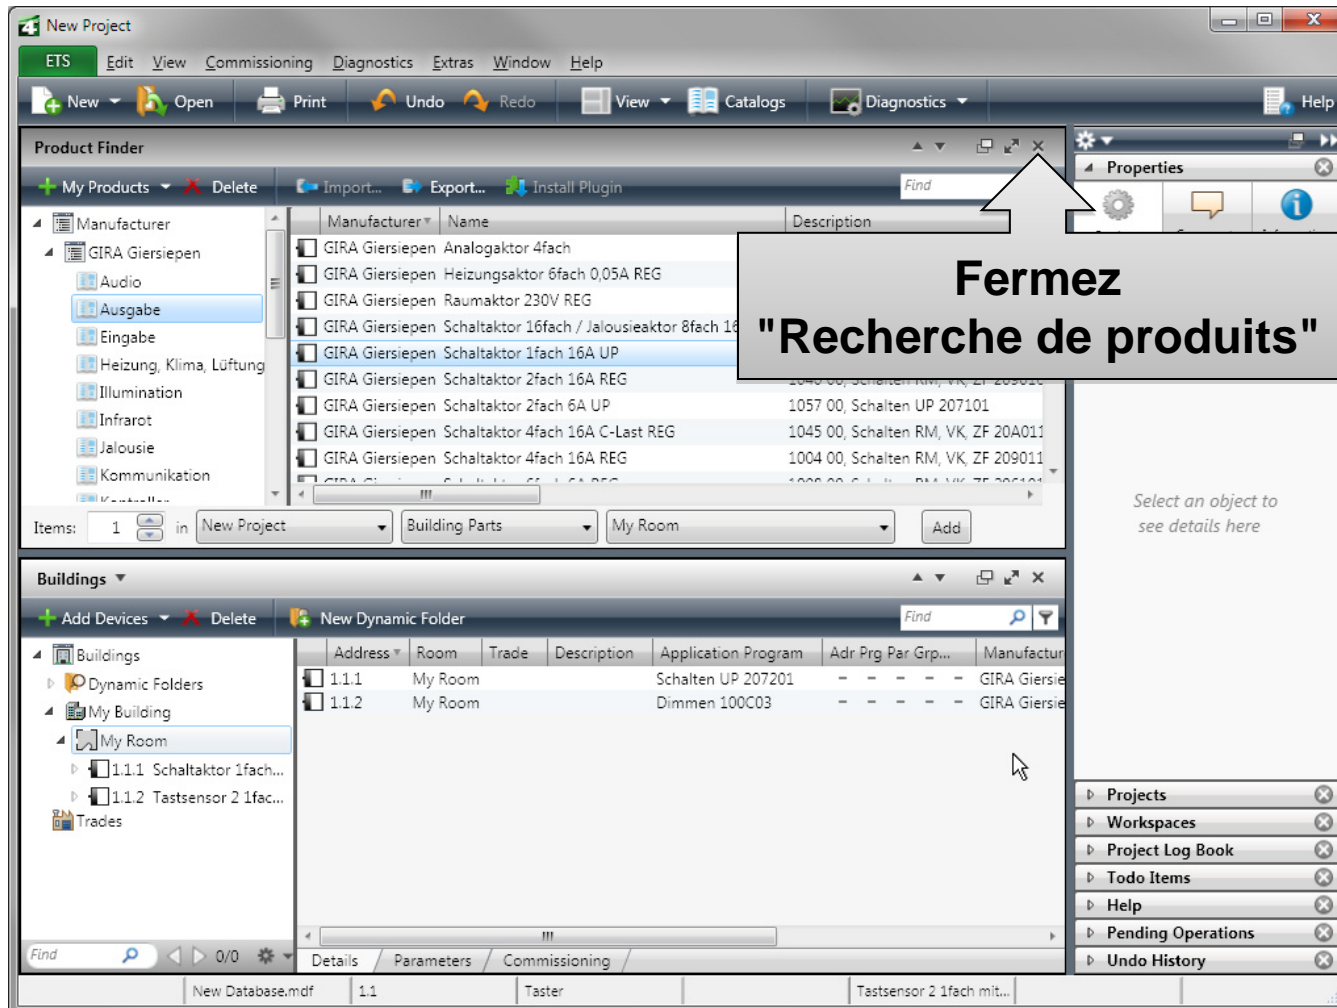 New Project
ETS Edit View Commissioning Diagnostics Extras Window Help
New Open Print Undo Redo View Catalogs Diagnostics Help
Product Finder
My Products Delete Import... Export... Install Plugin Find
Properties
Manufacturer
GIRA Giersiepen
Audio
Ausgabe
Eingabe
Heizung, Klima, Lüftung
Illumination
Infrarot
Jalousie
Kommunikation
Manufacturer Name Description
GIRA Giersiepen Analogaktor 4fach
GIRA Giersiepen Heizungsaktor 6fach 0,05A REG
GIRA Giersiepen Raumaktor 230V REG
GIRA Giersiepen Schaltaktor 16fach / Jalousieaktor 8fach 16
GIRA Giersiepen Schaltaktor 1fach 16A UP
GIRA Giersiepen Schaltaktor 2fach 16A REG
GIRA Giersiepen Schaltaktor 2fach 6A UP 1057 00, Schalten UP 207101
GIRA Giersiepen Schaltaktor 4fach 16A C-Last REG 1045 00, Schalten RM, VK, ZF 20A011
GIRA Giersiepen Schaltaktor 4fach 16A REG 1004 00, Schalten RM, VK, ZF 209011
Fermez
"Recherche de produits"
Items: 1 in New Project Building Parts My Room Add
Select an object to
see details here
Buildings
Add Devices Delete New Dynamic Folder Find
Buildings
Dynamic Folders
My Building
My Room
1.1.1 Schaltaktor 1fach...
1.1.2 Tastsensor 2 1fac...
Trades
Address Room Trade Description Application Program Adr Prg Par Grp... Manufactur
1.1.1 My Room Schalten UP 207201 - - - - - GIRA Giersie
1.1.2 My Room Dimmen 100C03 - - - - - GIRA Giersie
Projects
Workspaces
Project Log Book
Todo Items
Help
Pending Operations
Undo History
Find 0/0
Details Parameters Commissioning
New Database.mdf 1.1 Taster Tastsensor 2 1fach mit...